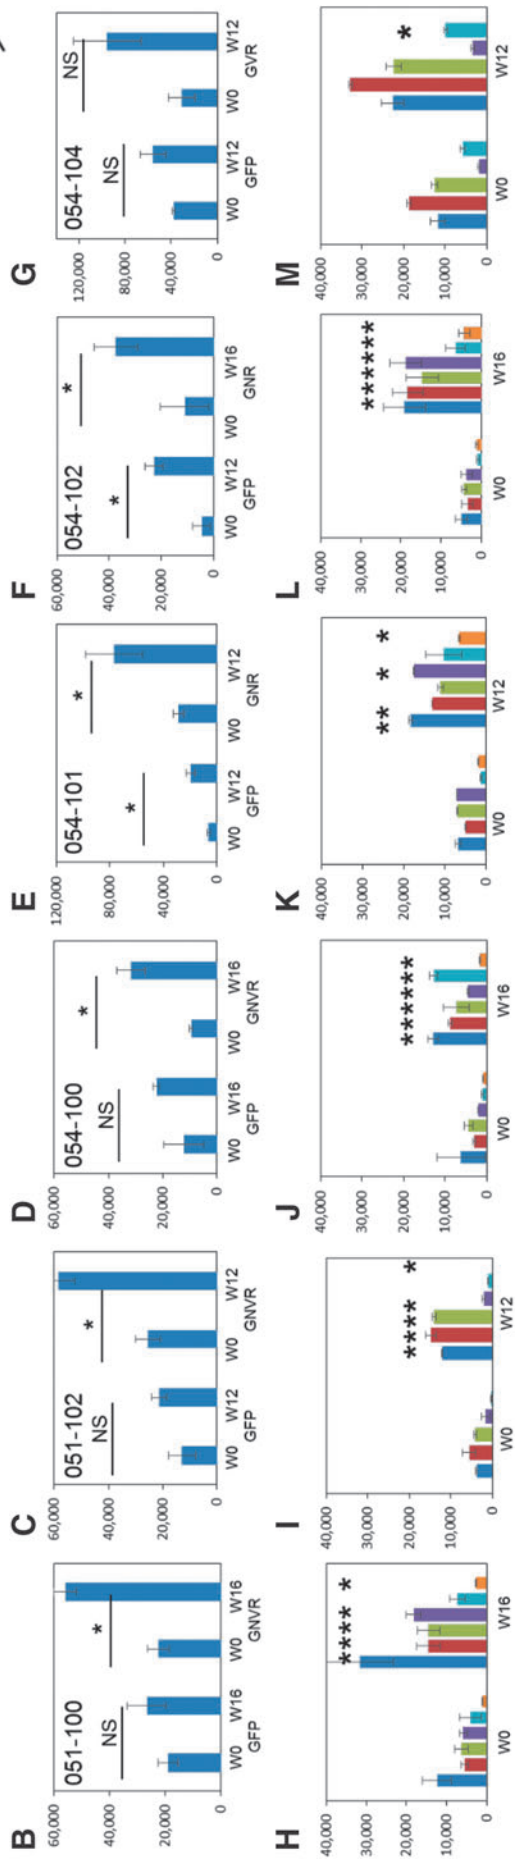 B
051-100
60,000
40,000
20,000
0
NS
*
W0 W16 W0 W16
GFP GNVR
C
051-102
60,000
40,000
20,000
0
NS
*
W0 W12 W0 W12
GFP GNVR
D
054-100
60,000
40,000
20,000
0
NS
*
W0 W16 W0 W16
GFP GNVR
E
054-101
120,000
80,000
40,000
0
*
*
W0 W12 W0 W12
GFP GNR
F
054-102
60,000
40,000
20,000
0
*
*
W0 W12 W0 W16
GFP GNR
G
054-104
120,000
80,000
40,000
0
NS
NS
W0 W12 W0 W12
GFP GVR
H
40,000
30,000
20,000
10,000
0
**** *
W0 W16
I
40,000
30,000
20,000
10,000
0
**** *
W0 W12
J
40,000
30,000
20,000
10,000
0
*******
W0 W16
K
40,000
30,000
20,000
10,000
0
** * *
W0 W12
L
40,000
30,000
20,000
10,000
0
*******
W0 W16
M
40,000
30,000
20,000
10,000
0
*
W0 W12